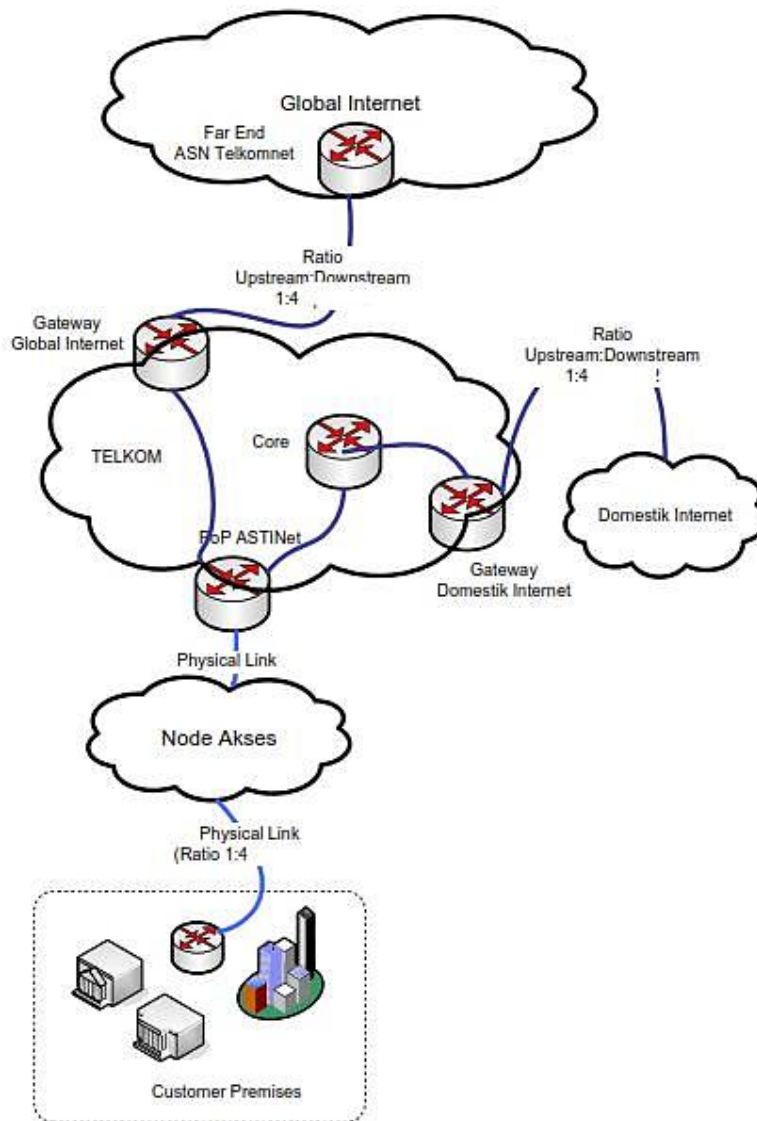 Global Internet
Far End
ASN Telkomnet
Ratio
Upstream:Downstream
1:4
Gateway
Global Internet
Ratio
Upstream:Downstream
1:4
TELKOM
Core
Domestik Internet
PoP ASTINet
Gateway
Domestik Internet
Physical Link
Node Akses
Physical Link
(Ratio 1:4
Customer Premises